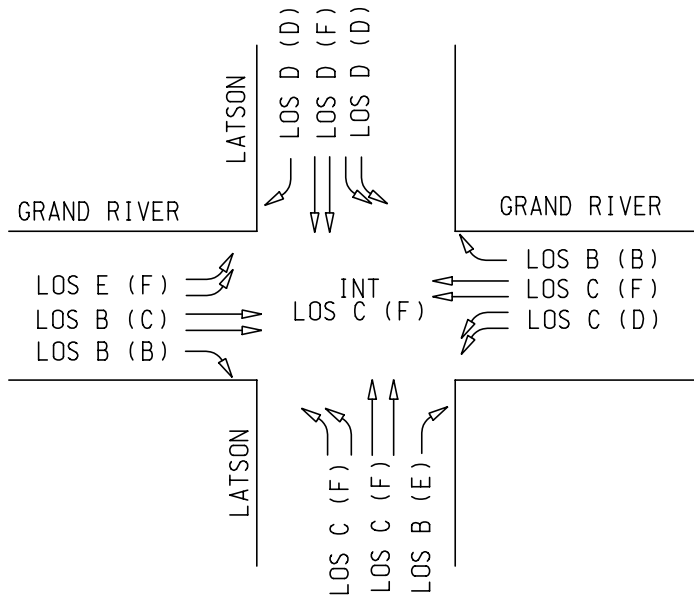 LOS D (D)
LOS D (F)
LOS D (D)
LATSON
GRAND RIVER
GRAND RIVER
LOS E (F)
LOS B (C)
LOS B (B)
INT
LOS C (F)
LOS B (B)
LOS C (F)
LOS C (D)
LATSON
LOS C (F)
LOS C (F)
LOS B (E)